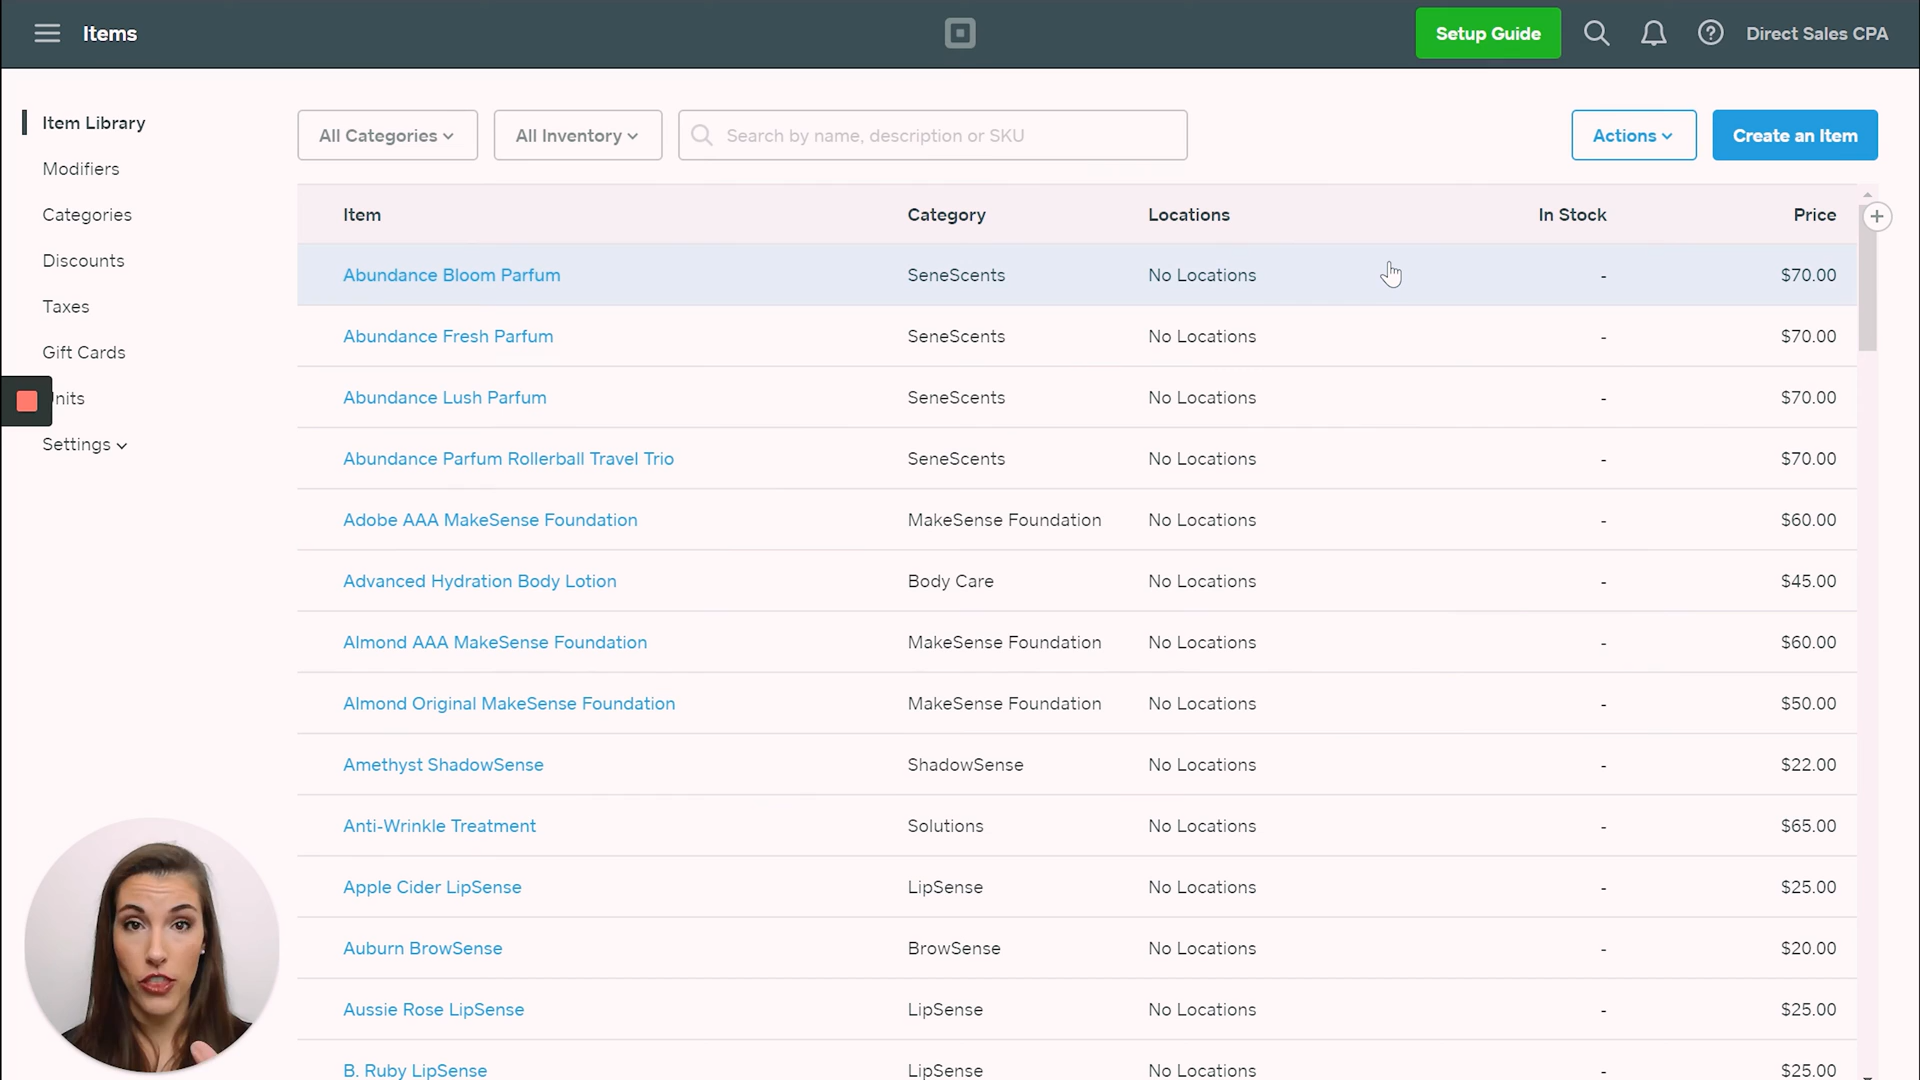 Items
Setup Guide
Direct Sales CPA
Item Library
Modifiers
Categories
Discounts
Taxes
Gift Cards
nits
Settings
All Categories
All Inventory
Search by name, description or SKU
Actions
Create an Item
Item Category Locations In Stock Price
Abundance Bloom Parfum SeneScents No Locations - $70.00
Abundance Fresh Parfum SeneScents No Locations - $70.00
Abundance Lush Parfum SeneScents No Locations - $70.00
Abundance Parfum Rollerball Travel Trio SeneScents No Locations - $70.00
Adobe AAA MakeSense Foundation MakeSense Foundation No Locations - $60.00
Advanced Hydration Body Lotion Body Care No Locations - $45.00
Almond AAA MakeSense Foundation MakeSense Foundation No Locations - $60.00
Almond Original MakeSense Foundation MakeSense Foundation No Locations - $50.00
Amethyst ShadowSense ShadowSense No Locations - $22.00
Anti-Wrinkle Treatment Solutions No Locations - $65.00
Apple Cider LipSense LipSense No Locations - $25.00
Auburn BrowSense BrowSense No Locations - $20.00
Aussie Rose LipSense LipSense No Locations - $25.00
B. Ruby LipSense LipSense No Locations - $25.00